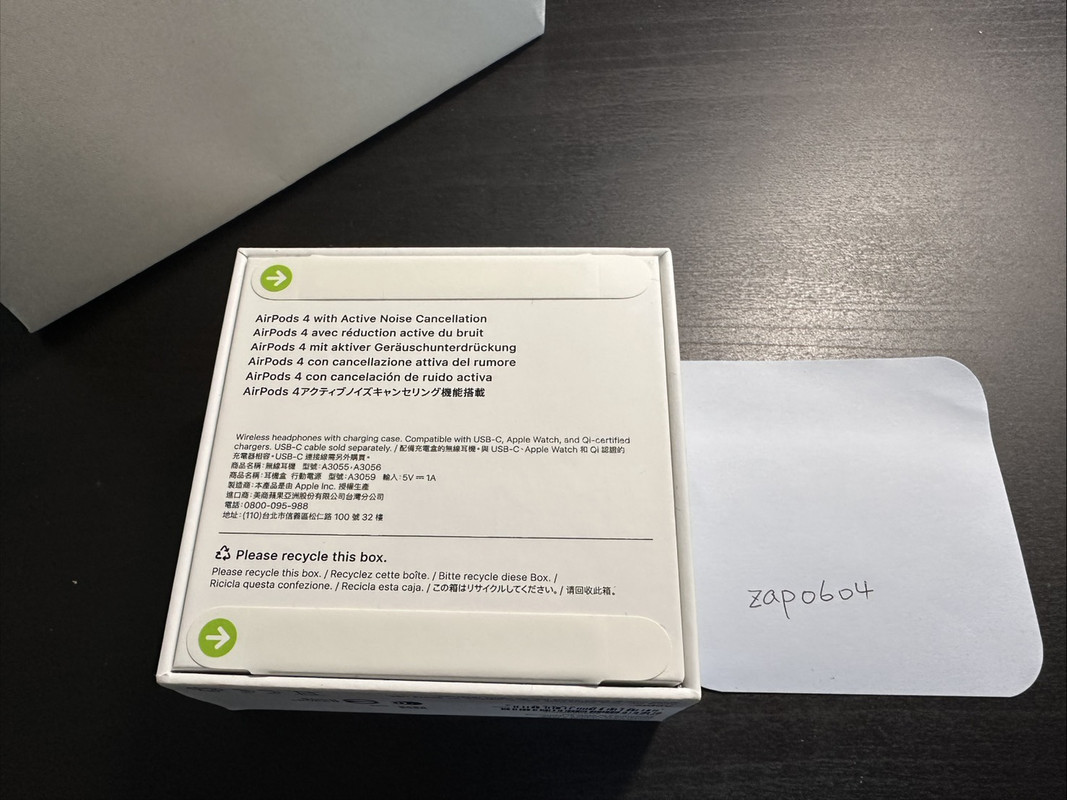 AirPods 4 with Active Noise Cancellation
AirPods 4 avec réduction active du bruit
AirPods 4 mit aktiver Geräuschunterdrückung
AirPods 4 con cancellazione attiva del rumore
AirPods 4 con cancelación de ruido activa
AirPods 4アクティブノイズキャンセリング機能搭載
Wireless headphones with charging case. Compatible with USB-C, Apple Watch, and Qi-certified
chargers. USB-C cable sold separately. / 配備充電盒的無線耳機。與 USB-C、Apple Watch 和 Qi 認證的
充電器相容。USB-C 連接線需另外購買。
商品名稱：無線耳機 型號：A3055、A3056
商品名稱：耳機盒 行動電源 型號：A3059 輸入：5V ⎓ 1A
製造商：本產品是由 Apple Inc. 授權生產
進口商：美商蘋果亞洲股份有限公司台灣分公司
電話：0800-095-988
地址：(110)台北市信義區松仁路 100 號 32 樓
Please recycle this box.
Please recycle this box. / Recyclez cette boîte. / Bitte recycle diese Box. /
Ricicla questa confezione. / Recicla esta caja. / この箱はリサイクルしてください。/ 请回收此箱。
zapo604